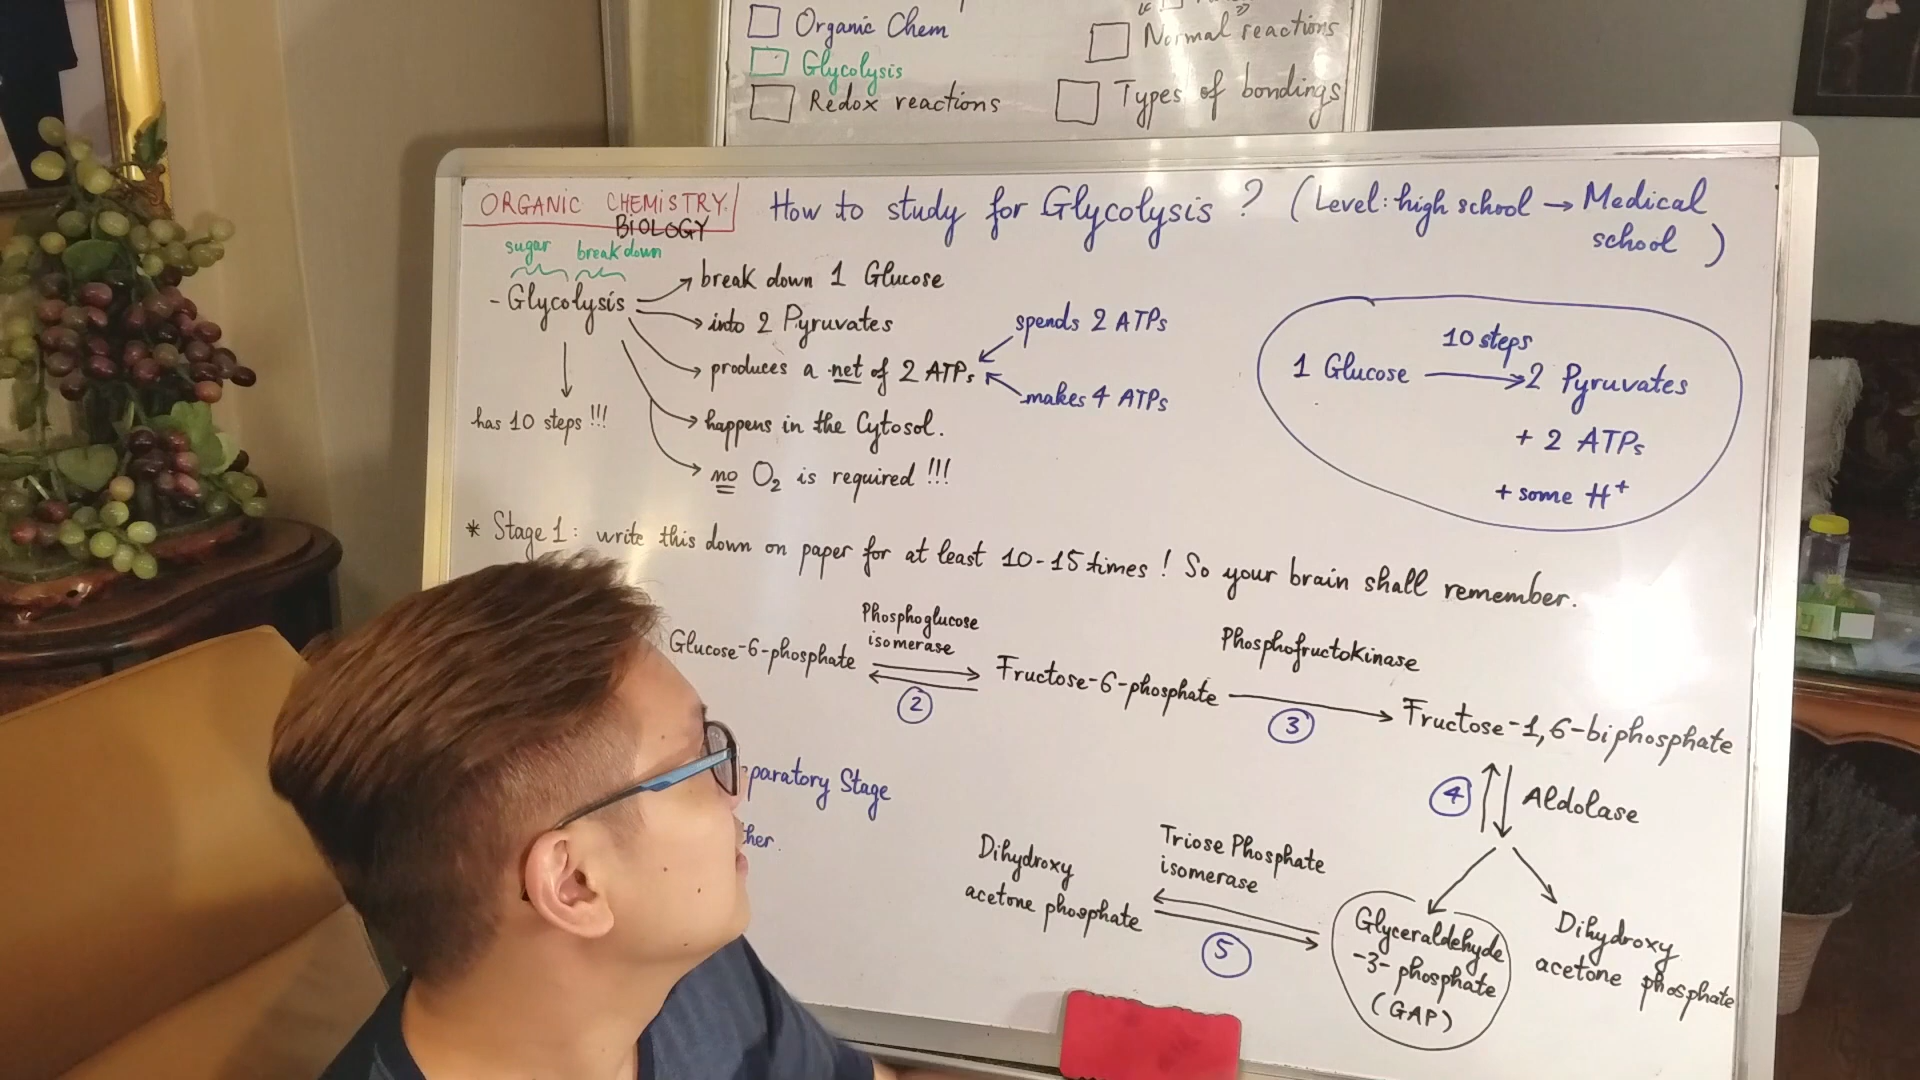 Organic Chem
Normal reactions
Glycolysis
Redox reactions
Types of bondings
ORGANIC CHEMISTRY
BIOLOGY
How to study for Glycolysis ? (Level: high school → Medical
school )
sugar breakdown
- Glycolysis
break down 1 Glucose
into 2 Pyruvates
produces a net of 2 ATPs
spends 2 ATPs
makes 4 ATPs
happens in the Cytosol.
no O₂ is required !!!
has 10 steps !!!
10 steps
1 Glucose → 2 Pyruvates
+ 2 ATPs
+ some H⁺
* Stage 1: write this down on paper for at least 10-15 times ! So your brain shall remember.
Glucose-6-phosphate
Phosphoglucose
isomerase
2
Fructose-6-phosphate
Phosphofructokinase
3
Fructose-1,6-biphosphate
4 Aldolase
paratory Stage
ther.
Dihydroxy
acetone phosphate
Triose Phosphate
isomerase
5
Glyceraldehyde
-3-phosphate
(GAP)
Dihydroxy
acetone phosphate